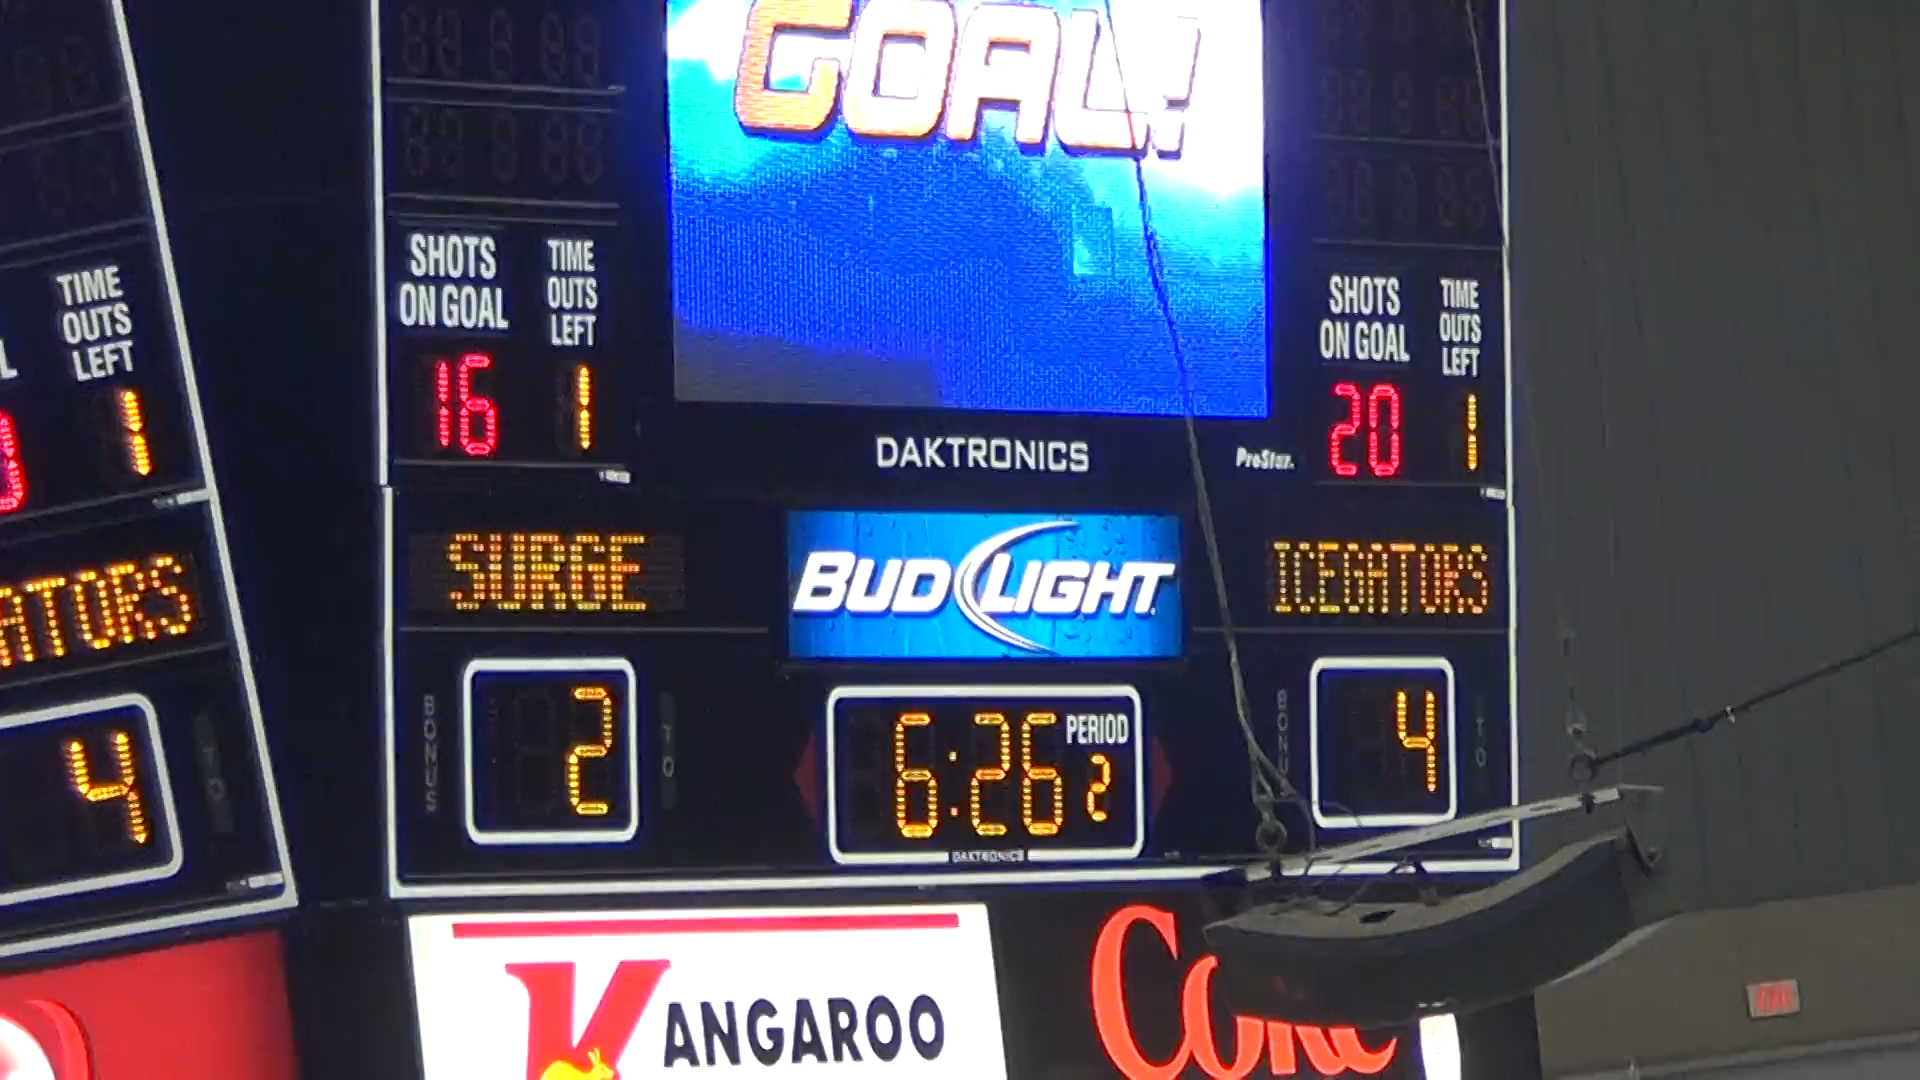 GOAL!
SHOTS
ON GOAL
TIME
OUTS
LEFT
16
1
SHOTS
ON GOAL
TIME
OUTS
LEFT
20
1
TIME
OUTS
LEFT
1
DAKTRONICS
ProStar
SURGE
BUD LIGHT
ICEGATORS
ATORS
BONUS
2
TO
6:26
PERIOD
2
DAKTRONICS
BONUS
4
TO
4
TO
KANGAROO
Coke